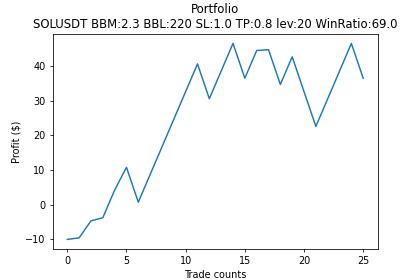 Portfolio
SOLUSDT BBM:2.3 BBL:220 SL:1.0 TP:0.8 lev:20 WinRatio:69.0
40
30
20
10
0
−10
Profit ($)
0 5 10 15 20 25
Trade counts